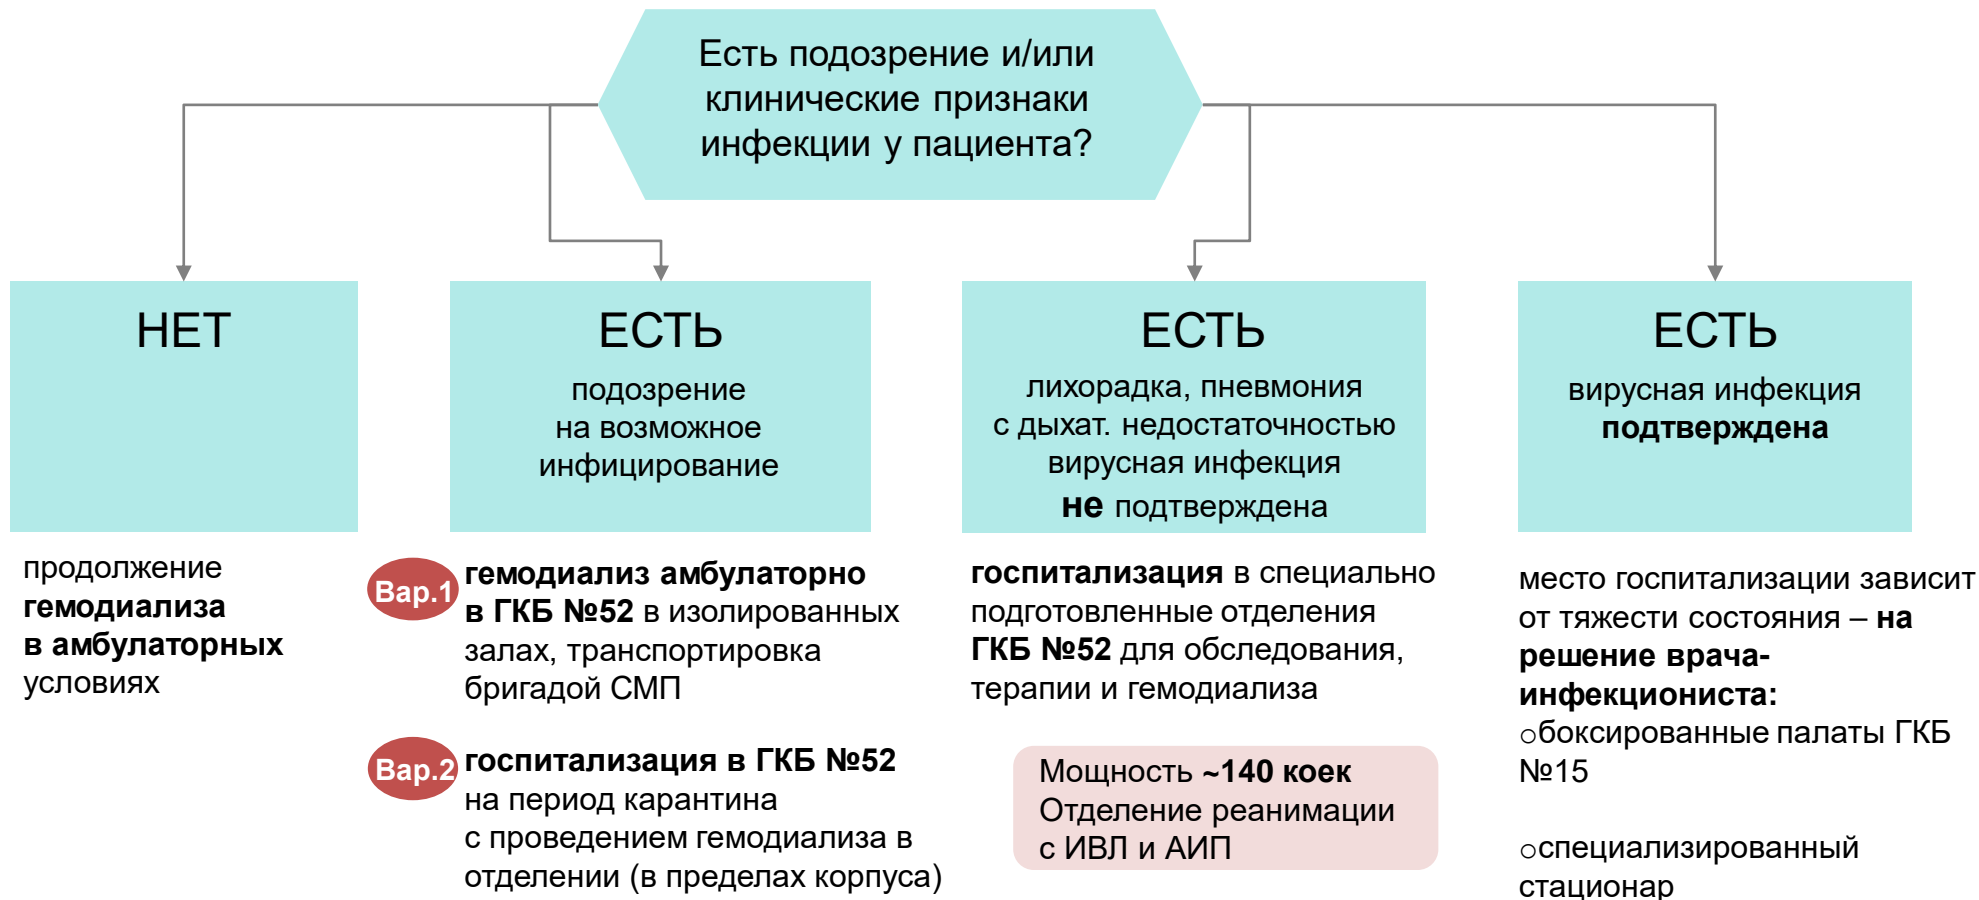 Есть подозрение и/или
клинические признаки
инфекции у пациента?
НЕТ
продолжение
гемодиализа
в амбулаторных
условиях
ЕСТЬ
подозрение
на возможное
инфицирование
Вар.1
гемодиализ амбулаторно
в ГКБ №52 в изолированных
залах, транспортировка
бригадой СМП
Вар.2
госпитализация в ГКБ №52
на период карантина
с проведением гемодиализа в
отделении (в пределах корпуса)
ЕСТЬ
лихорадка, пневмония
с дыхат. недостаточностью
вирусная инфекция
не подтверждена
госпитализация в специально
подготовленные отделения
ГКБ №52 для обследования,
терапии и гемодиализа
Мощность ~140 коек
Отделение реанимации
с ИВЛ и АИП
ЕСТЬ
вирусная инфекция
подтверждена
место госпитализации зависит
от тяжести состояния – на
решение врача-
инфекциониста:
○боксированные палаты ГКБ
№15
○специализированный
стационар